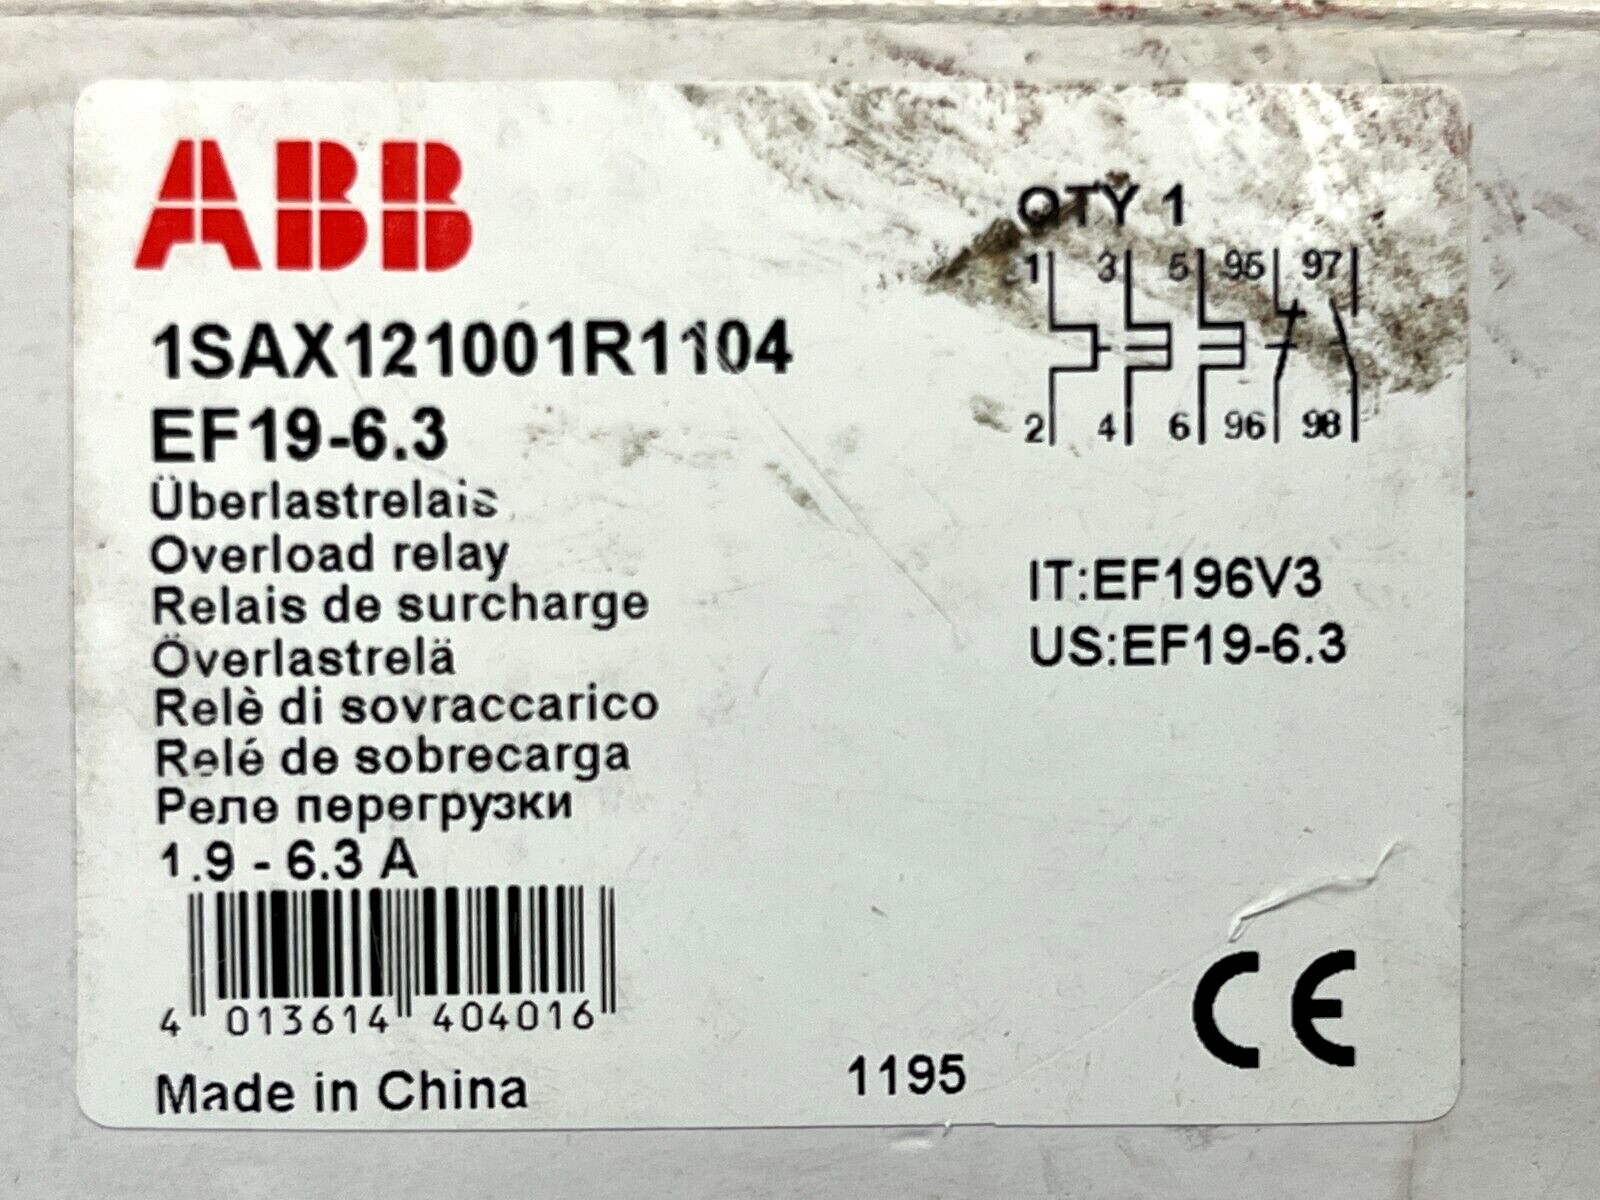 ABB
1SAX121001R1104
EF19-6.3
Überlastrelais
Overload relay
Relais de surcharge
Överlastrelä
Relè di sovraccarico
Relé de sobrecarga
Реле перегрузки
1.9 - 6.3 A
4 013614 404016
Made in China
1195
QTY 1
1 3 5 95 97
2 4 6 96 98
IT:EF196V3
US:EF19-6.3
CE